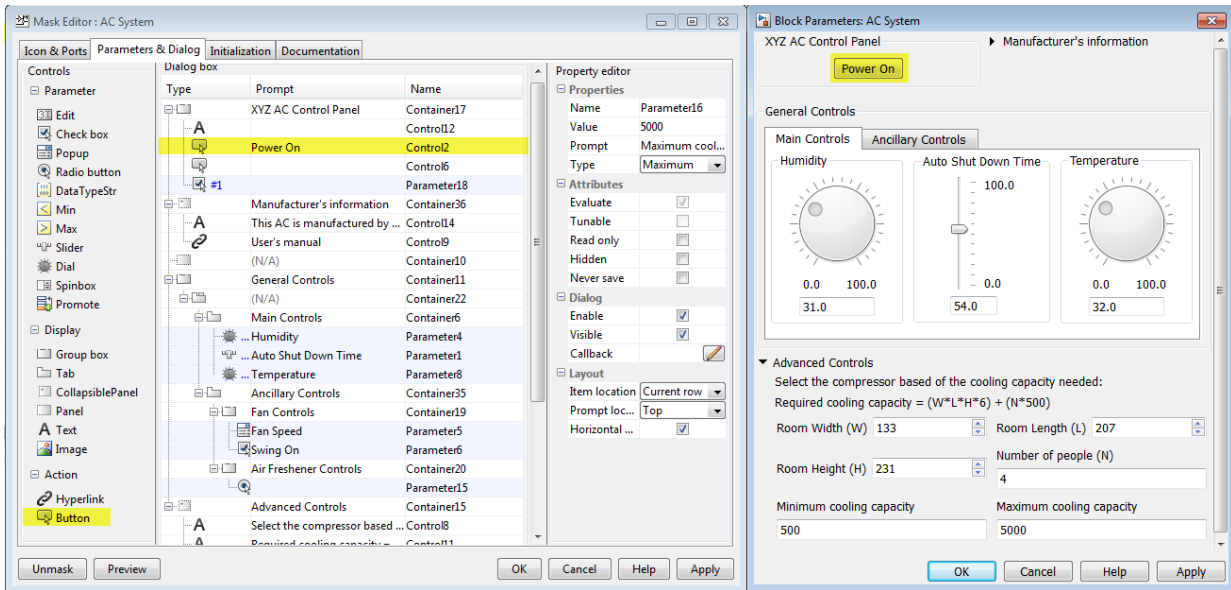 Mask Editor : AC System
Icon & Ports Parameters & Dialog Initialization Documentation
Controls
Parameter
Edit
Check box
Popup
Radio button
DataTypeStr
Min
Max
Slider
Dial
Spinbox
Promote
Display
Group box
Tab
CollapsiblePanel
Panel
A Text
Image
Action
Hyperlink
Button
Dialog box
Type Prompt Name
XYZ AC Control Panel Container17
A Control12
Power On Control2
Control6
#1 Parameter18
Manufacturer's information Container36
A This AC is manufactured by ... Control14
User's manual Control9
(N/A) Container10
General Controls Container11
(N/A) Container22
Main Controls Container6
... Humidity Parameter4
... Auto Shut Down Time Parameter1
... Temperature Parameter8
Ancillary Controls Container35
Fan Controls Container19
Fan Speed Parameter5
Swing On Parameter6
Air Freshener Controls Container20
Parameter15
Advanced Controls Container15
A Select the compressor based ... Control8
A Required cooling capacity = Control11
Property editor
Properties
Name Parameter16
Value 5000
Prompt Maximum cool...
Type Maximum
Attributes
Evaluate
Tunable
Read only
Hidden
Never save
Dialog
Enable
Visible
Callback
Layout
Item location Current row
Prompt loc... Top
Horizontal ...
Unmask Preview OK Cancel Help Apply
Block Parameters: AC System
XYZ AC Control Panel Manufacturer's information
Power On
General Controls
Main Controls Ancillary Controls
Humidity Auto Shut Down Time Temperature
100.0
0.0
0.0 100.0 0.0 100.0
31.0 54.0 32.0
Advanced Controls
Select the compressor based of the cooling capacity needed:
Required cooling capacity = (W*L*H*6) + (N*500)
Room Width (W) 133 Room Length (L) 207
Room Height (H) 231 Number of people (N)
4
Minimum cooling capacity Maximum cooling capacity
500 5000
OK Cancel Help Apply